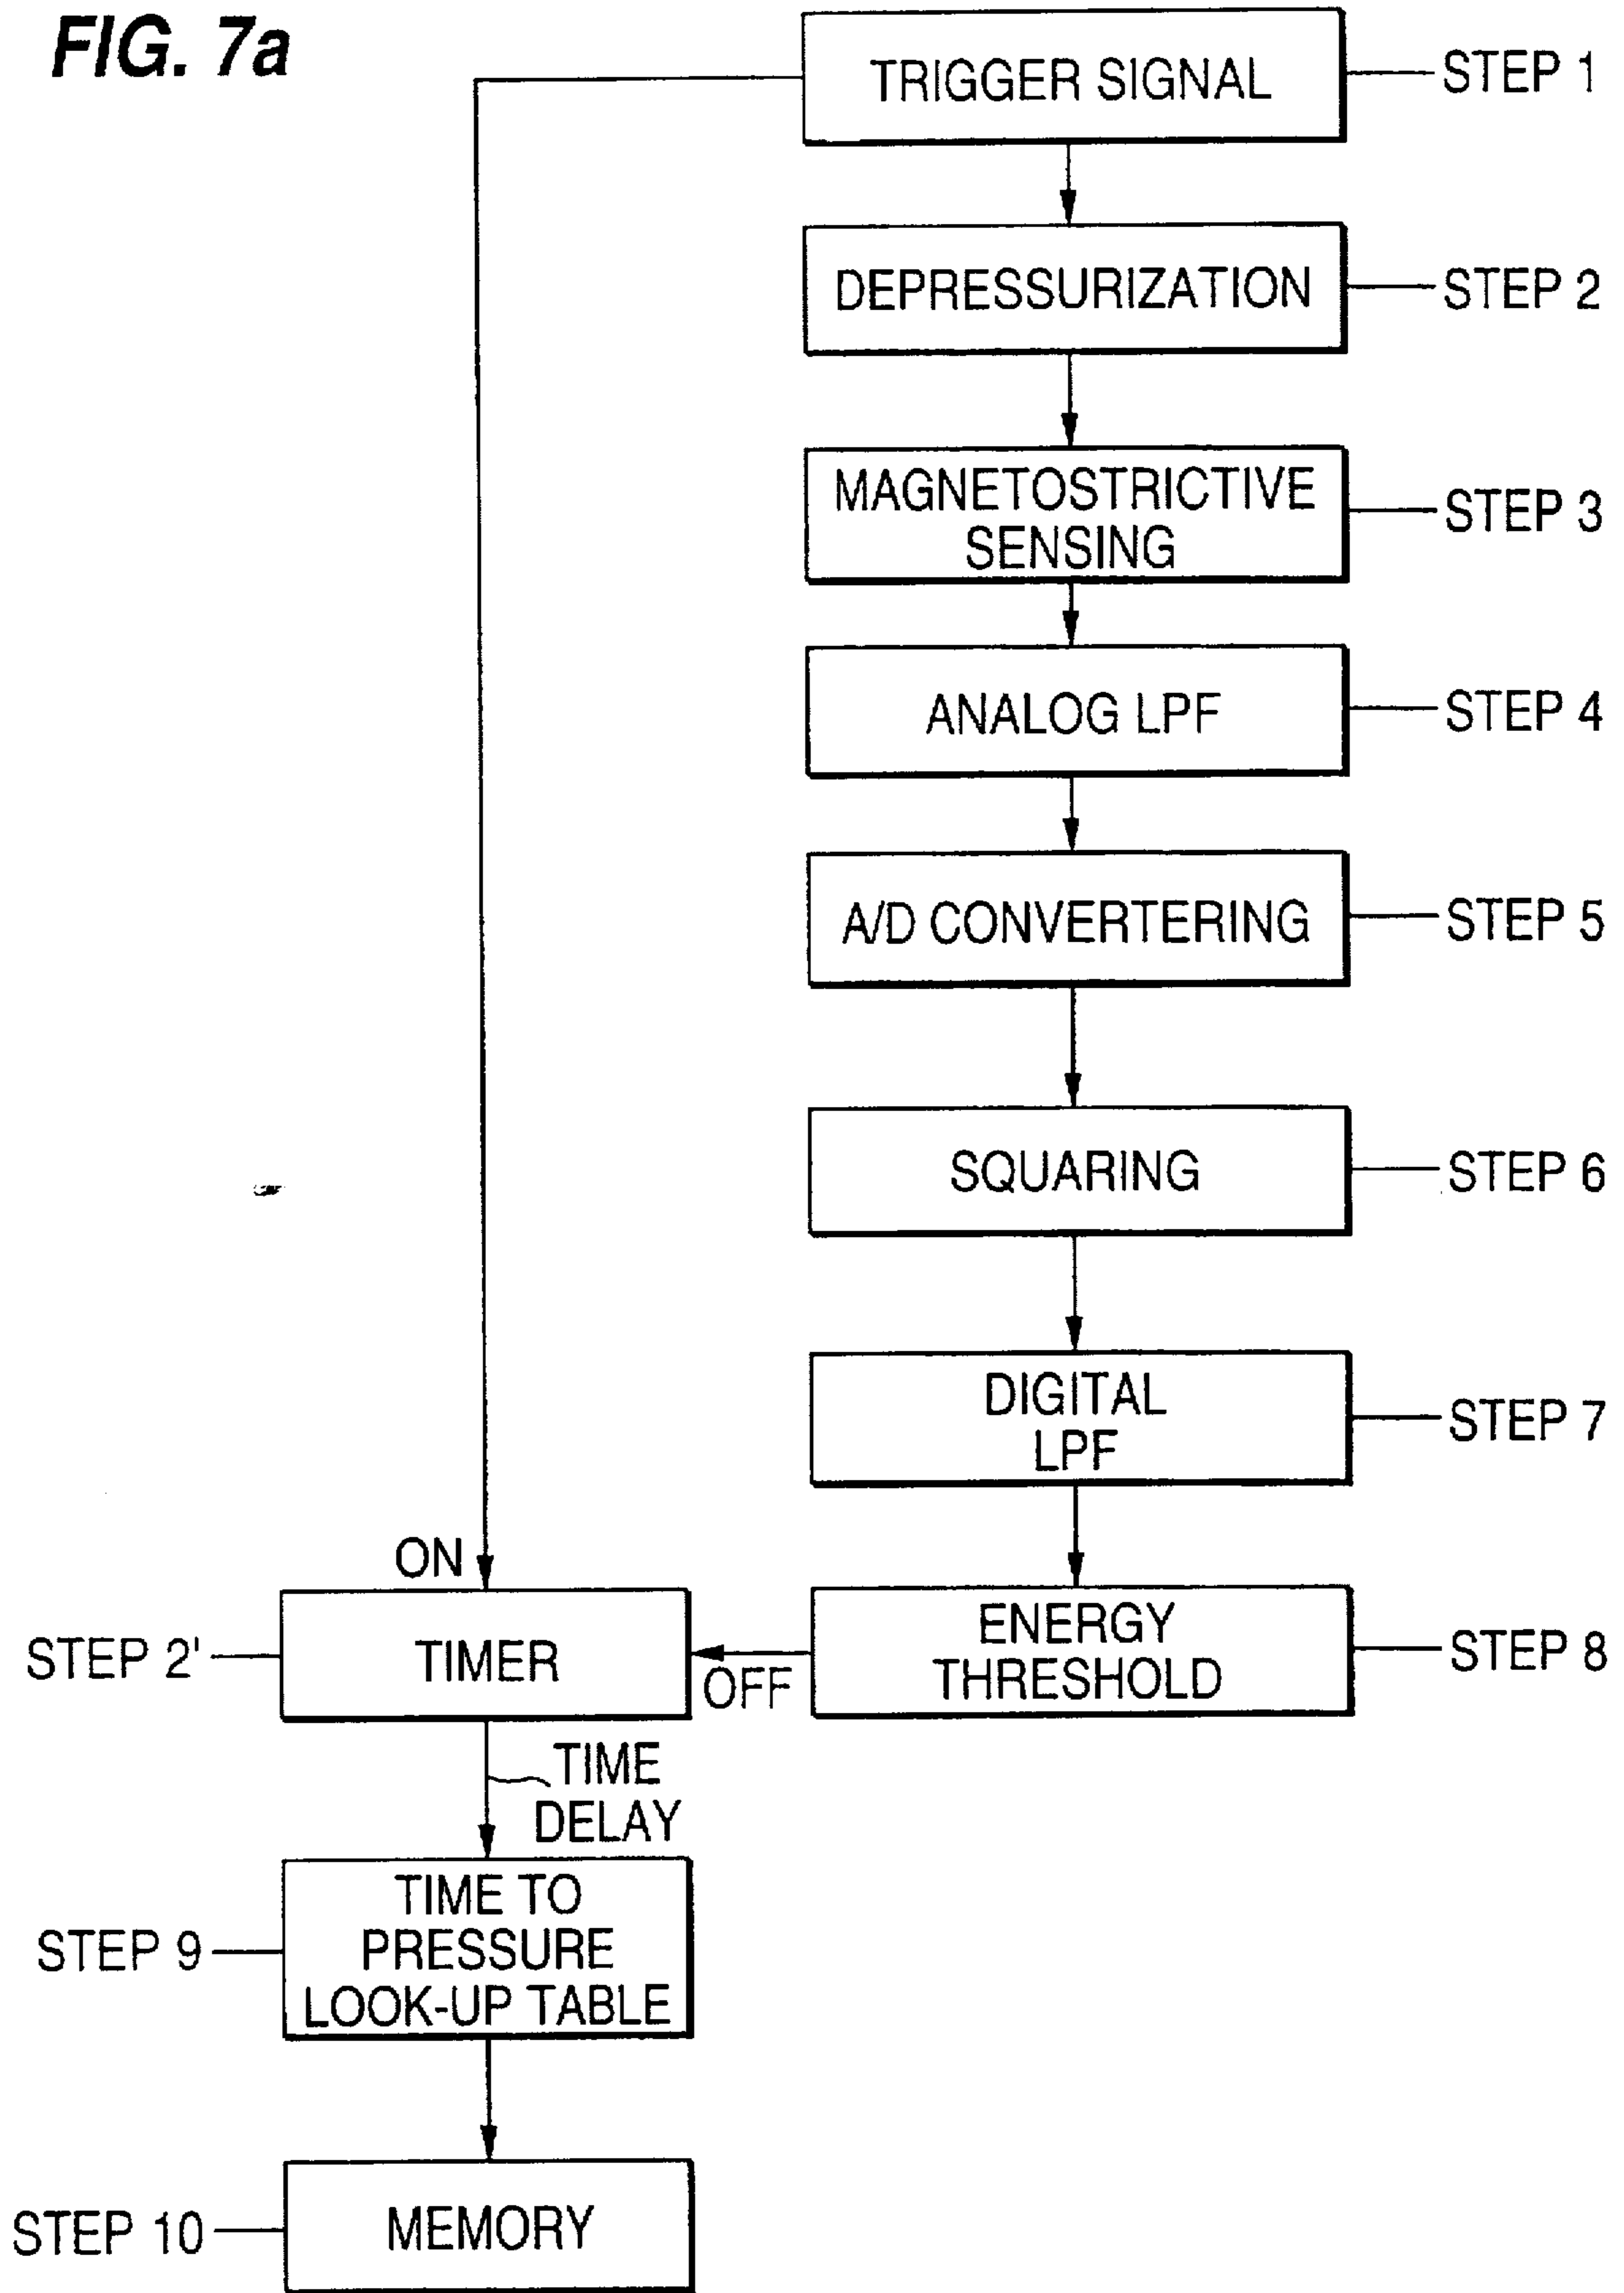 FIG. 7a
TRIGGER SIGNAL
STEP 1
DEPRESSURIZATION
STEP 2
MAGNETOSTRICTIVE
SENSING
STEP 3
ANALOG LPF
STEP 4
A/D CONVERTERING
STEP 5
SQUARING
STEP 6
DIGITAL
LPF
STEP 7
ON
STEP 2'
TIMER
OFF
ENERGY
THRESHOLD
STEP 8
TIME
DELAY
STEP 9
TIME TO
PRESSURE
LOOK-UP TABLE
STEP 10
MEMORY